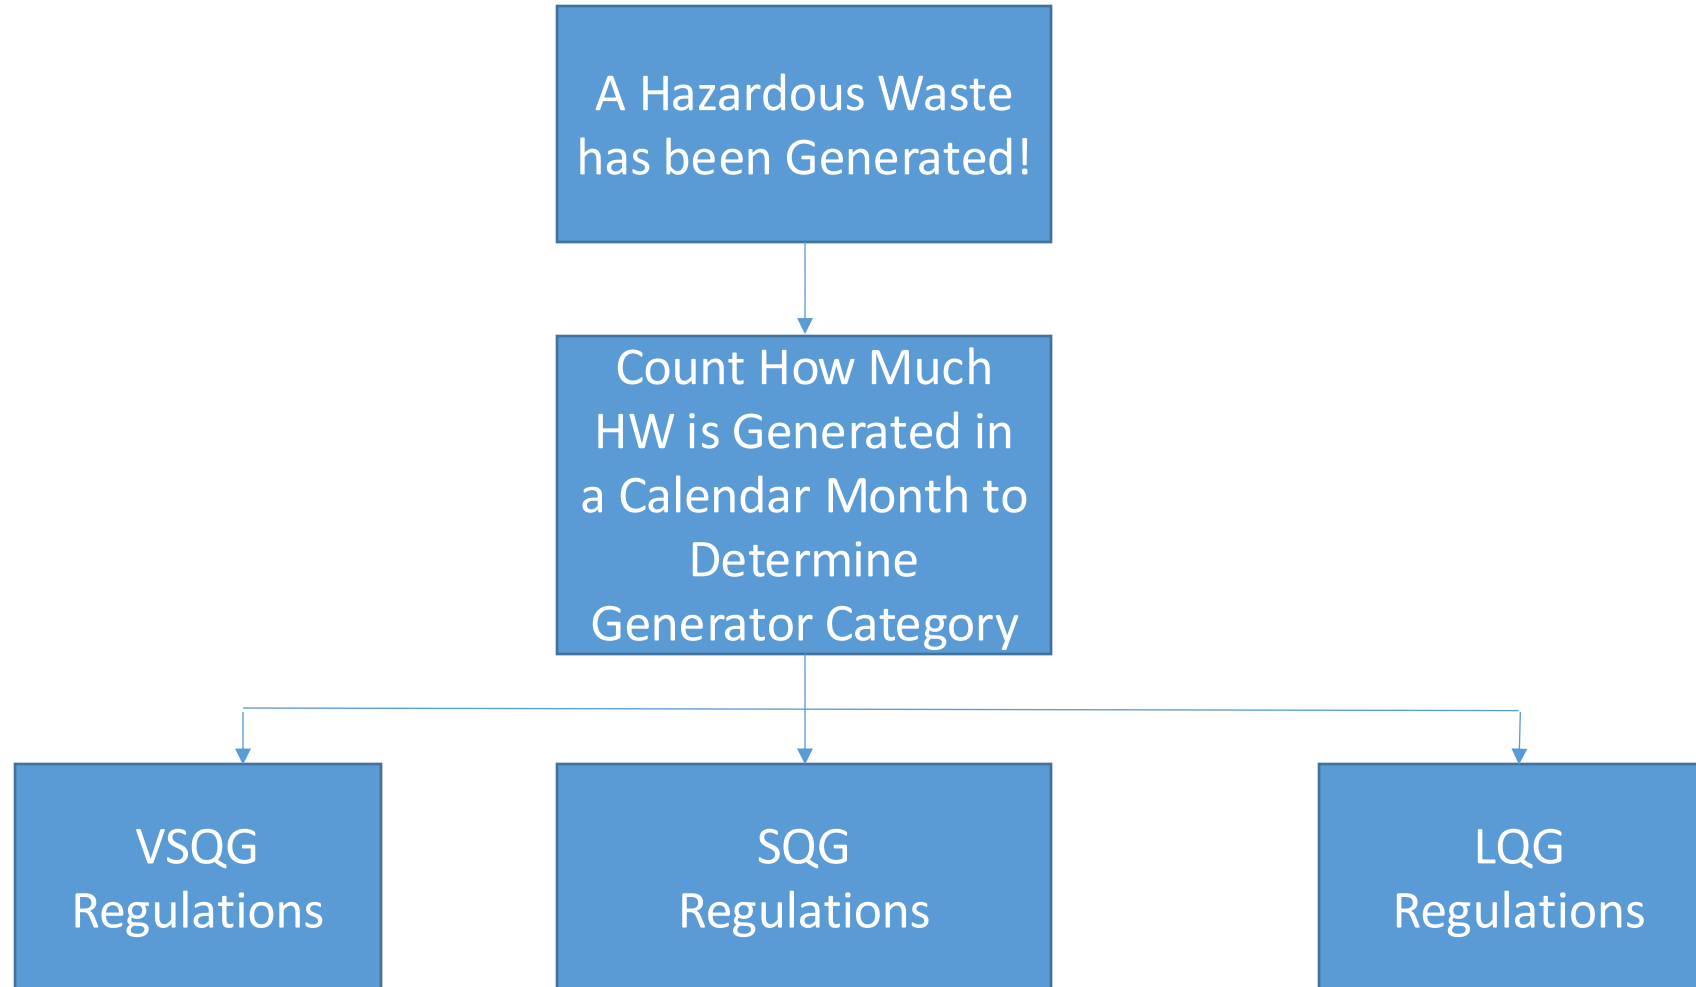 A Hazardous Waste
has been Generated!
Count How Much
HW is Generated in
a Calendar Month to
Determine
Generator Category
VSQG
Regulations
SQG
Regulations
LQG
Regulations